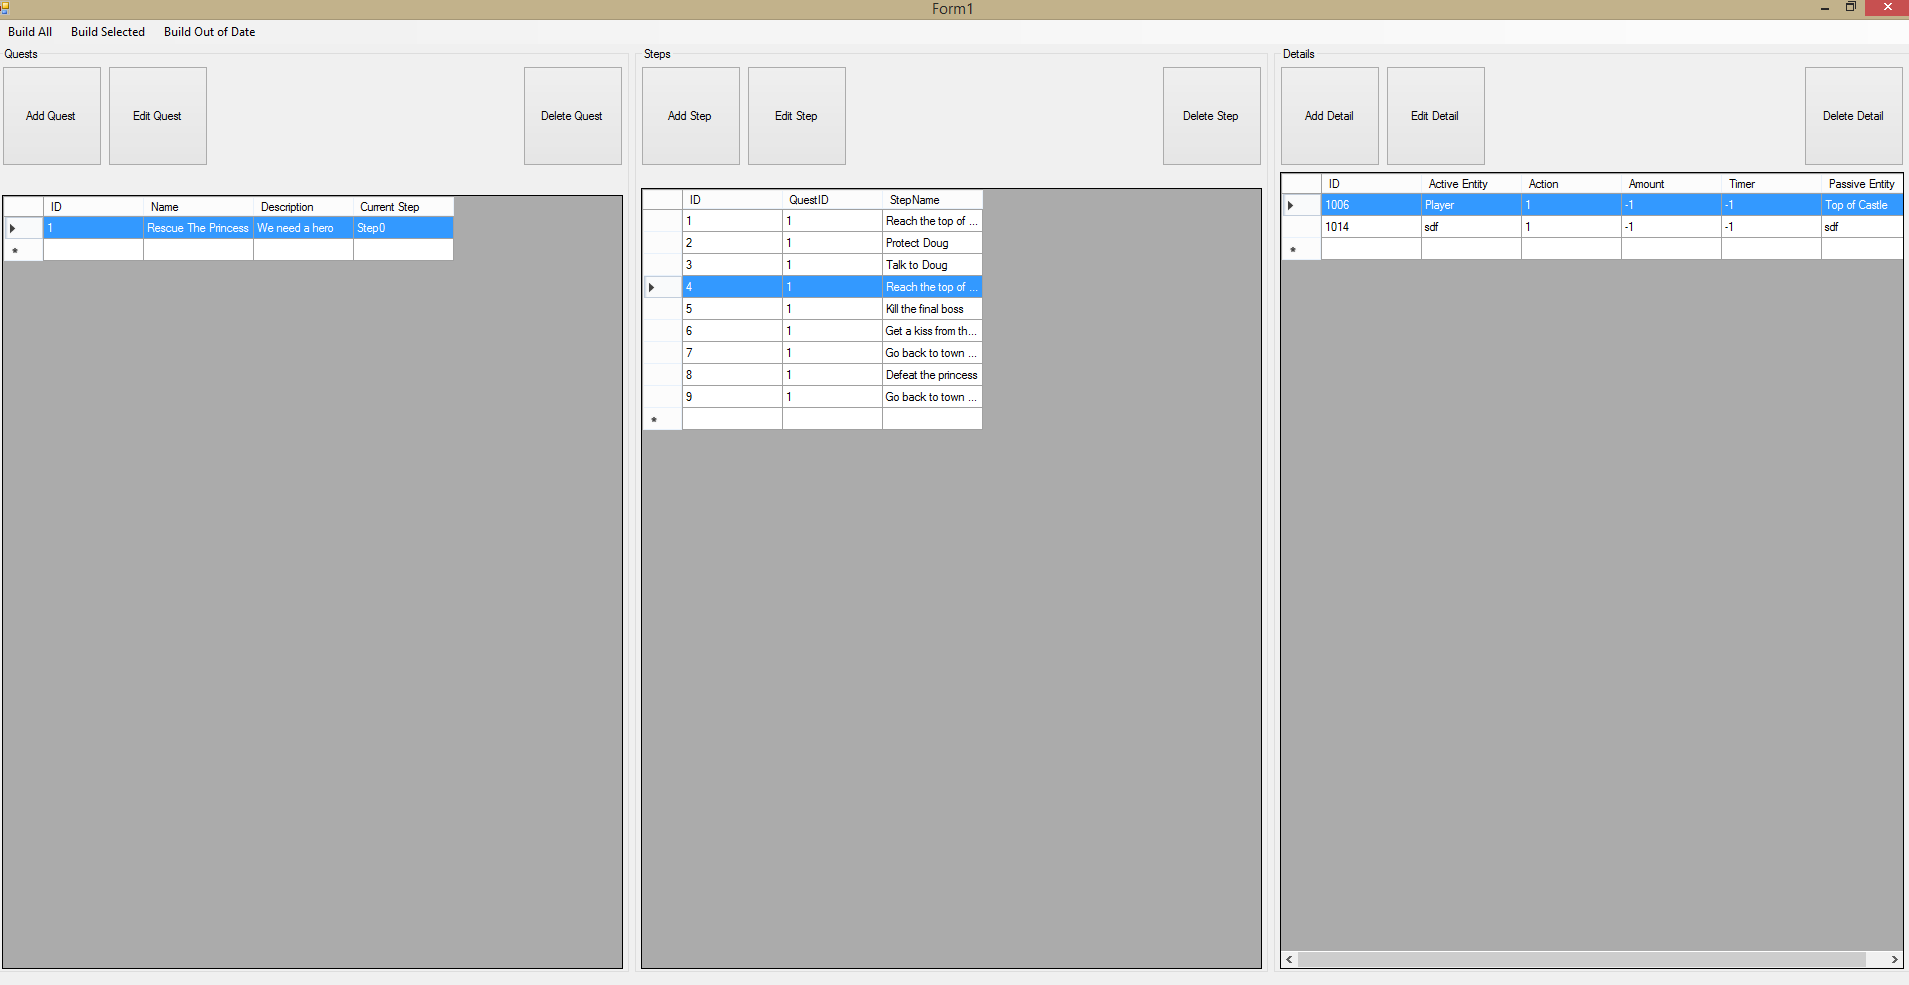 Form1
Build All Build Selected Build Out of Date
Quests
Add Quest Edit Quest Delete Quest
ID Name Description Current Step
1 Rescue The Princess We need a hero Step0
*
Steps
Add Step Edit Step Delete Step
ID QuestID StepName
1 1 Reach the top of ...
2 1 Protect Doug
3 1 Talk to Doug
4 1 Reach the top of ...
5 1 Kill the final boss
6 1 Get a kiss from th...
7 1 Go back to town ...
8 1 Defeat the princess
9 1 Go back to town ...
*
Details
Add Detail Edit Detail Delete Detail
ID Active Entity Action Amount Timer Passive Entity
1006 Player 1 -1 -1 Top of Castle
1014 sdf 1 -1 -1 sdf
*